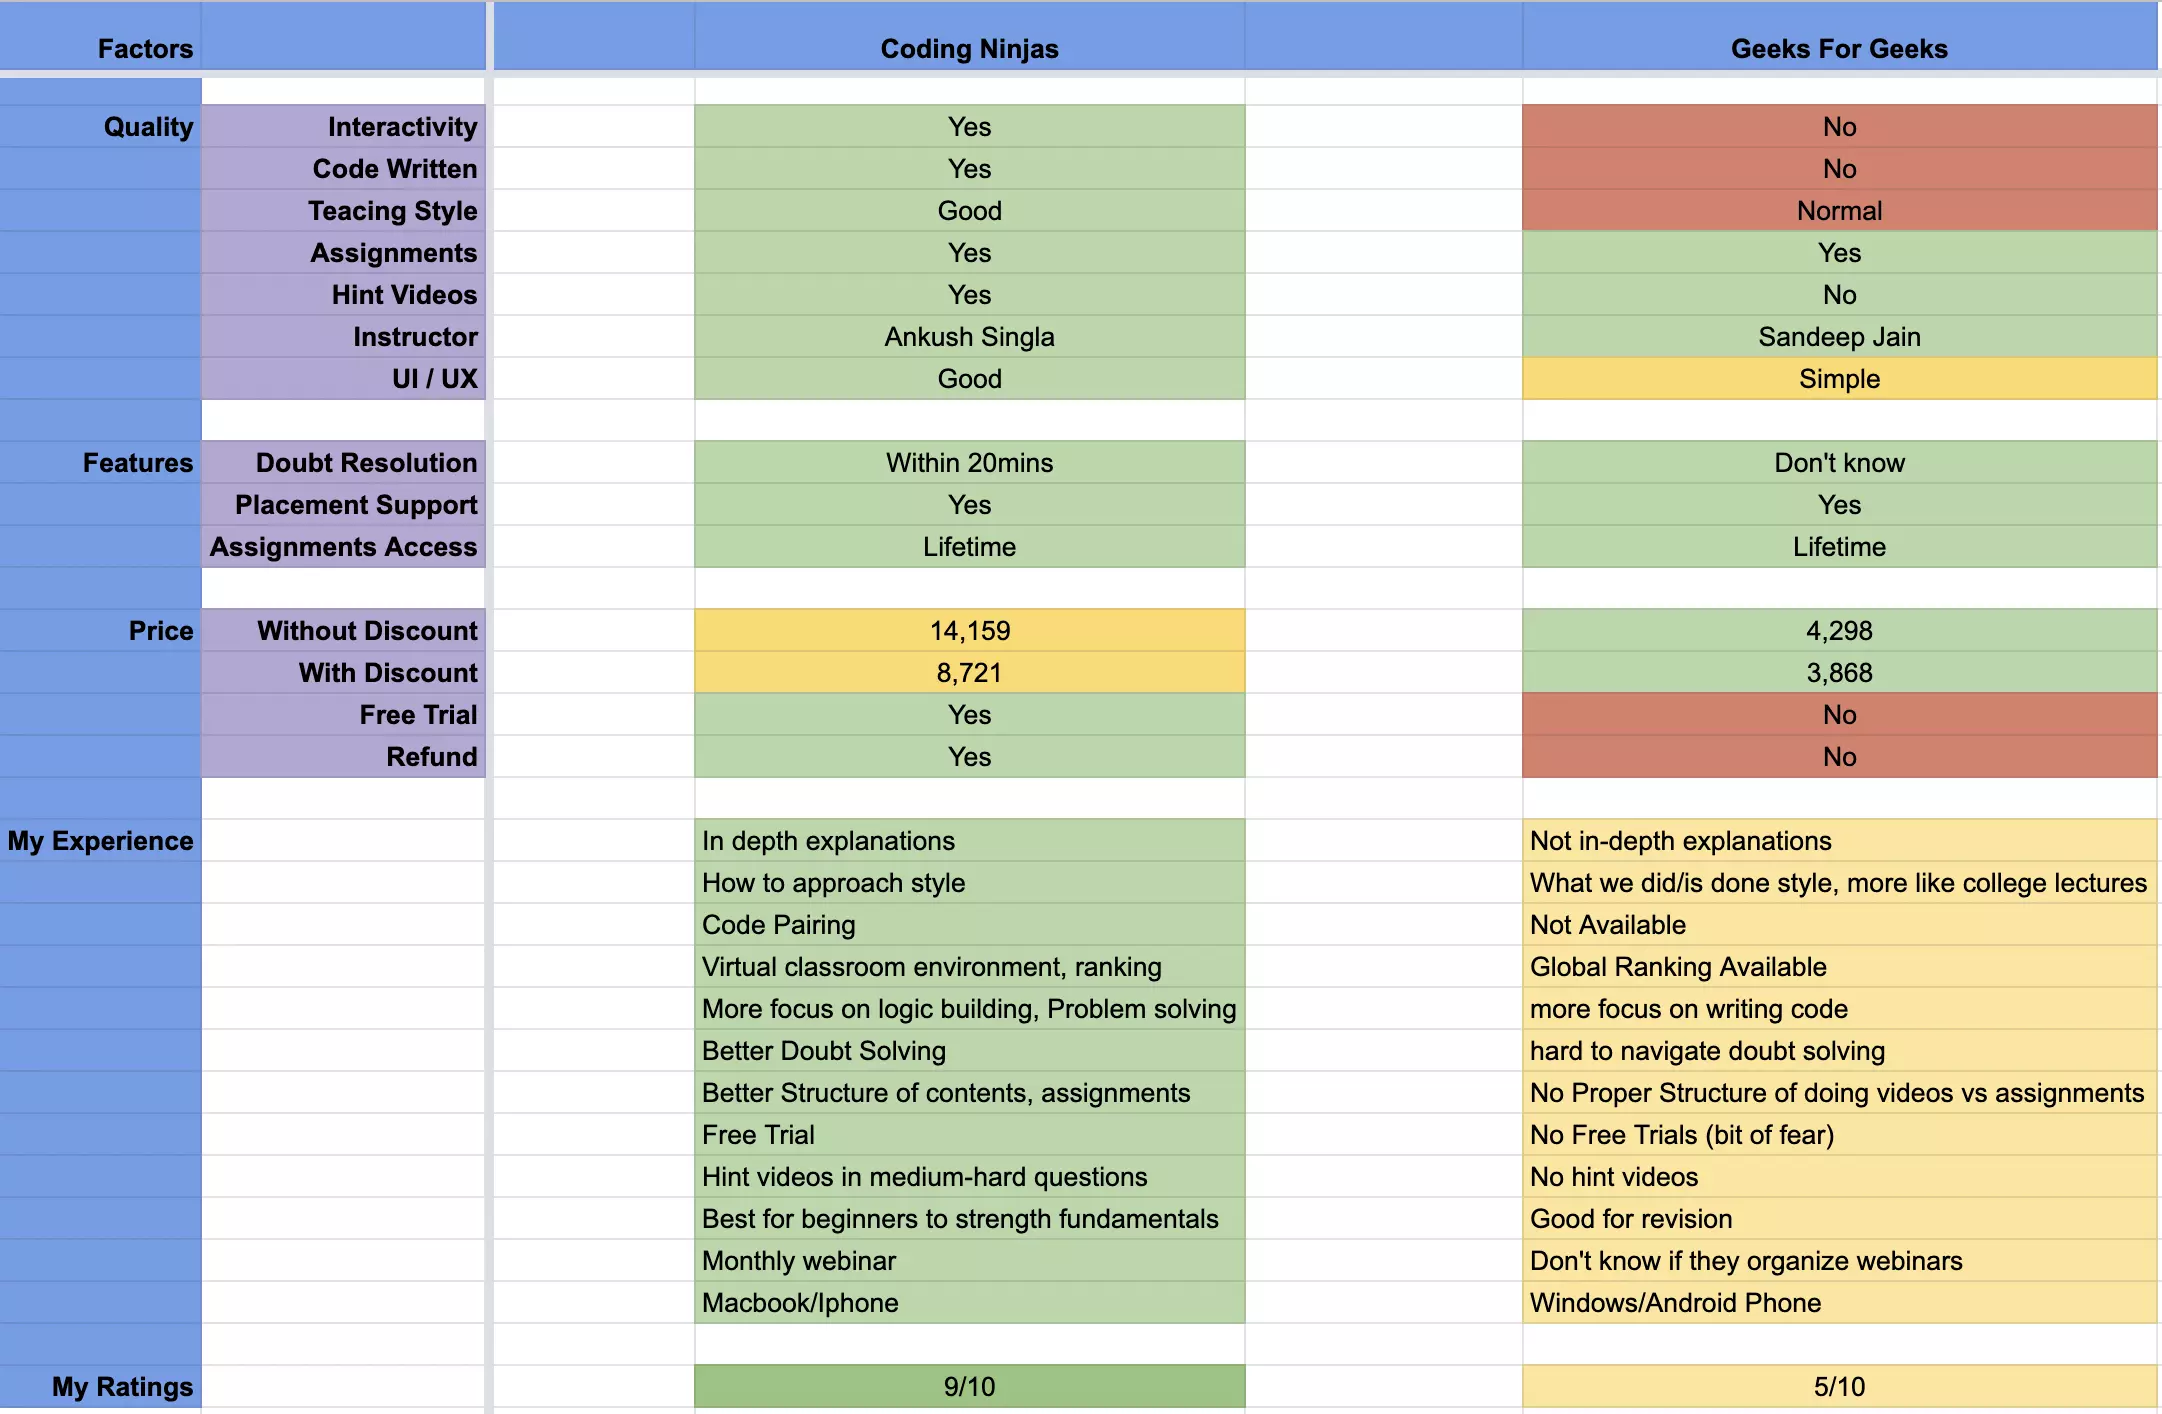 Factors Coding Ninjas Geeks For Geeks
Quality Interactivity Yes No
Code Written Yes No
Teacing Style Good Normal
Assignments Yes Yes
Hint Videos Yes No
Instructor Ankush Singla Sandeep Jain
UI / UX Good Simple
Features Doubt Resolution Within 20mins Don't know
Placement Support Yes Yes
Assignments Access Lifetime Lifetime
Price Without Discount 14,159 4,298
With Discount 8,721 3,868
Free Trial Yes No
Refund Yes No
My Experience In depth explanations Not in-depth explanations
How to approach style What we did/is done style, more like college lectures
Code Pairing Not Available
Virtual classroom environment, ranking Global Ranking Available
More focus on logic building, Problem solving more focus on writing code
Better Doubt Solving hard to navigate doubt solving
Better Structure of contents, assignments No Proper Structure of doing videos vs assignments
Free Trial No Free Trials (bit of fear)
Hint videos in medium-hard questions No hint videos
Best for beginners to strength fundamentals Good for revision
Monthly webinar Don't know if they organize webinars
Macbook/Iphone Windows/Android Phone
My Ratings 9/10 5/10